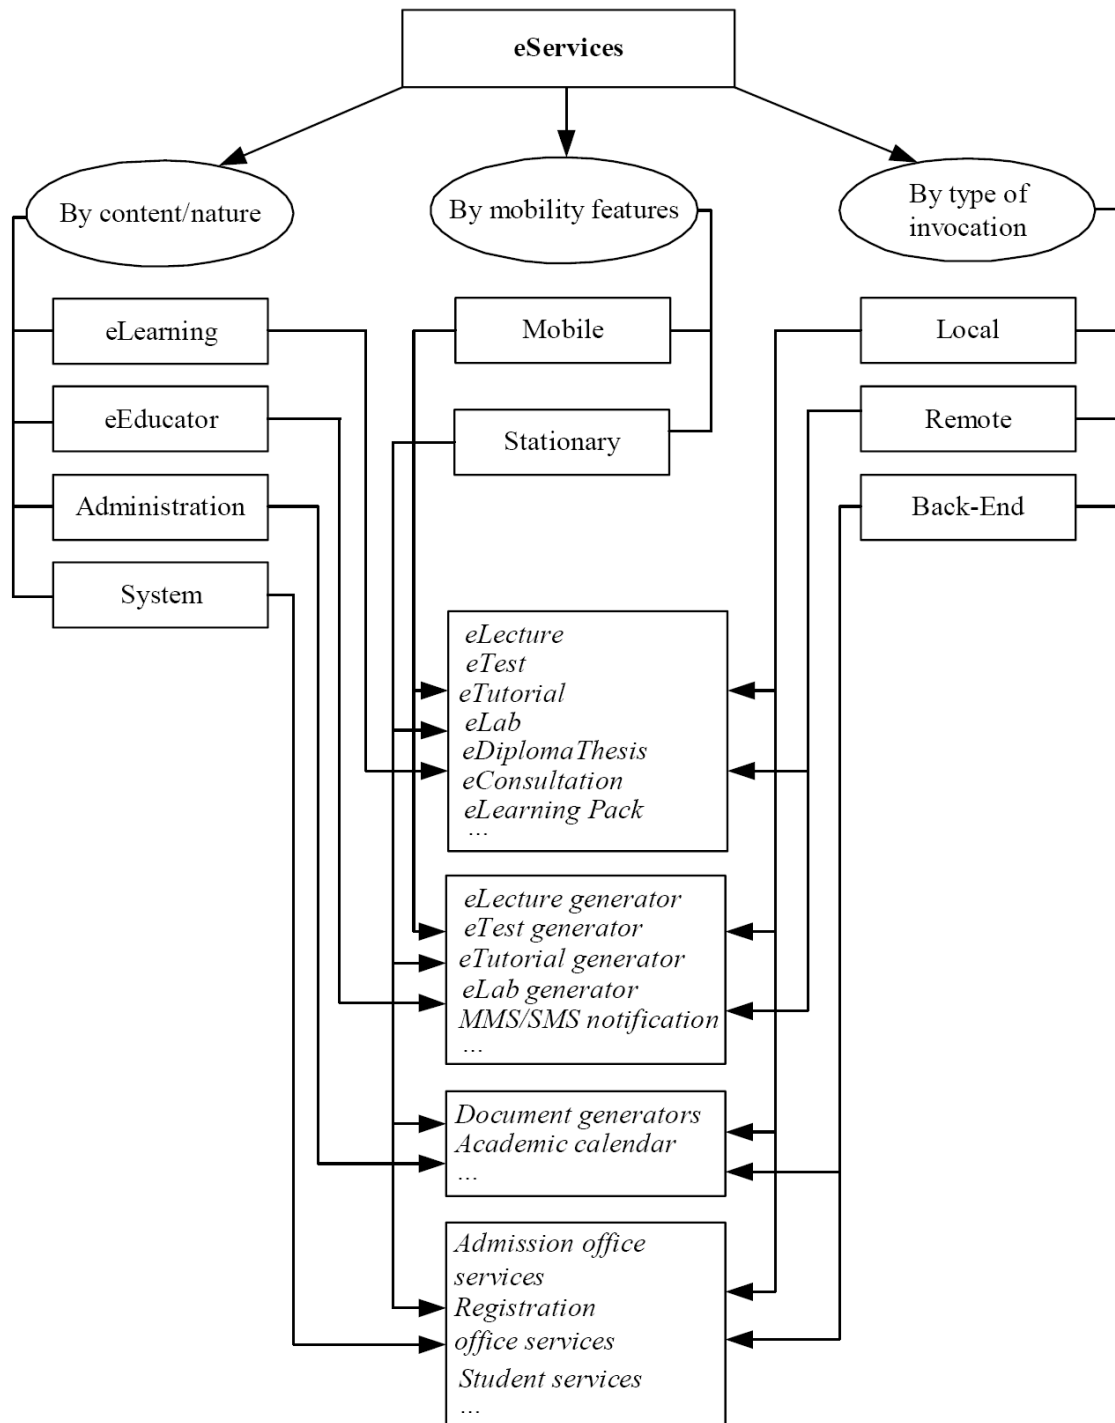 eServices
By content/nature
By mobility features
By type of
invocation
eLearning
Mobile
Local
eEducator
Stationary
Remote
Administration
Back-End
System
eLecture
eTest
eTutorial
eLab
eDiplomaThesis
eConsultation
eLearning Pack
...
eLecture generator
eTest generator
eTutorial generator
eLab generator
MMS/SMS notification
...
Document generators
Academic calendar
...
Admission office
services
Registration
office services
Student services
...